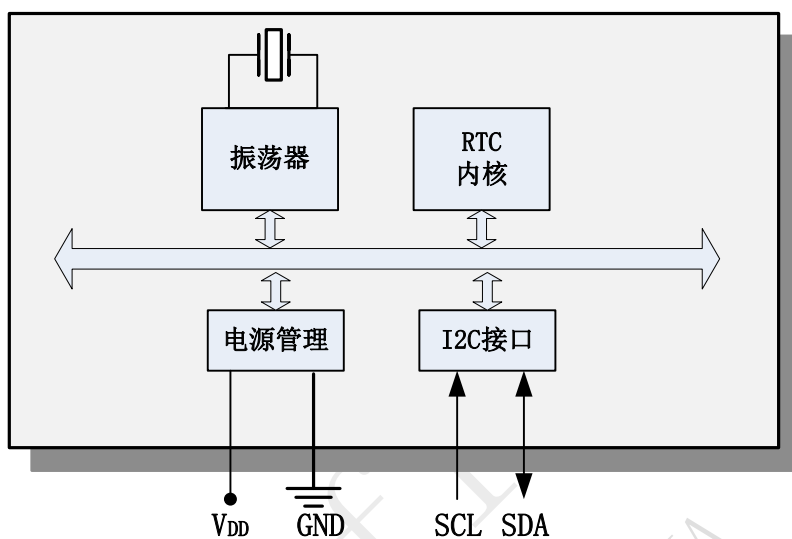 振荡器
RTC
内核
电源管理
I2C接口
VDD
GND
SCL
SDA